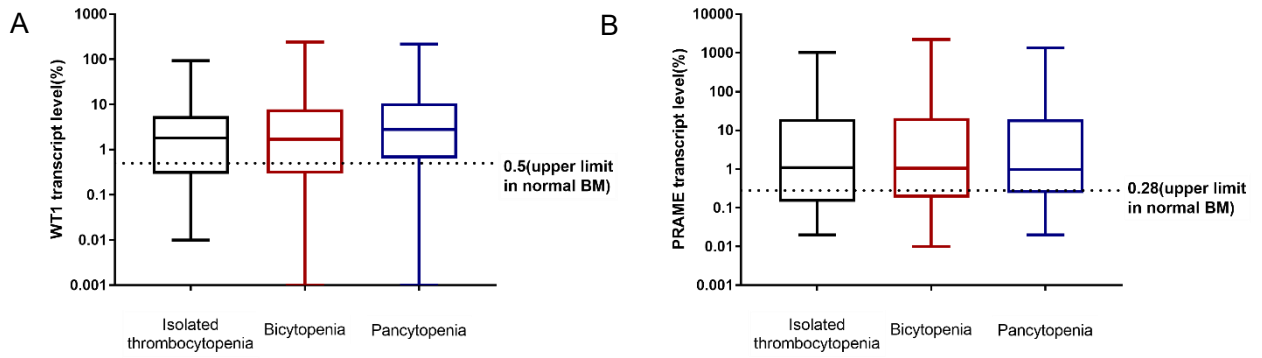 A
WT1 transcript level(%)
1000
100
10
1
0.1
0.01
0.001
0.5(upper limit
in normal BM)
Isolated
thrombocytopenia
Bicytopenia
Pancytopenia
B
PRAME transcript level(%)
10000
1000
100
10
1
0.1
0.01
0.001
0.28(upper limit
in normal BM)
Isolated
thrombocytopenia
Bicytopenia
Pancytopenia